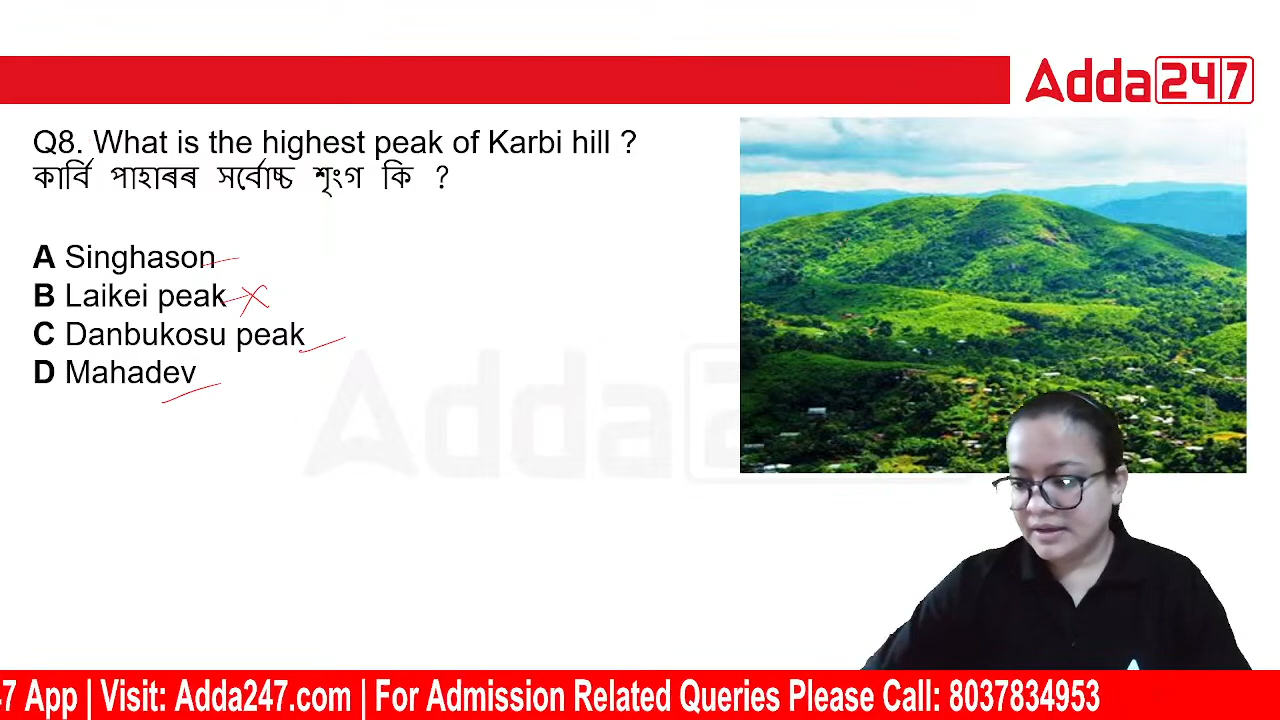 Adda247
Q8. What is the highest peak of Karbi hill ?
কার্বি পাহাৰৰ সৰ্বোচ্চ শৃংগ কি ?
A Singhason
B Laikei peak
C Danbukosu peak
D Mahadev
Adda247
7 App | Visit: Adda247.com | For Admission Related Queries Please Call: 8037834953